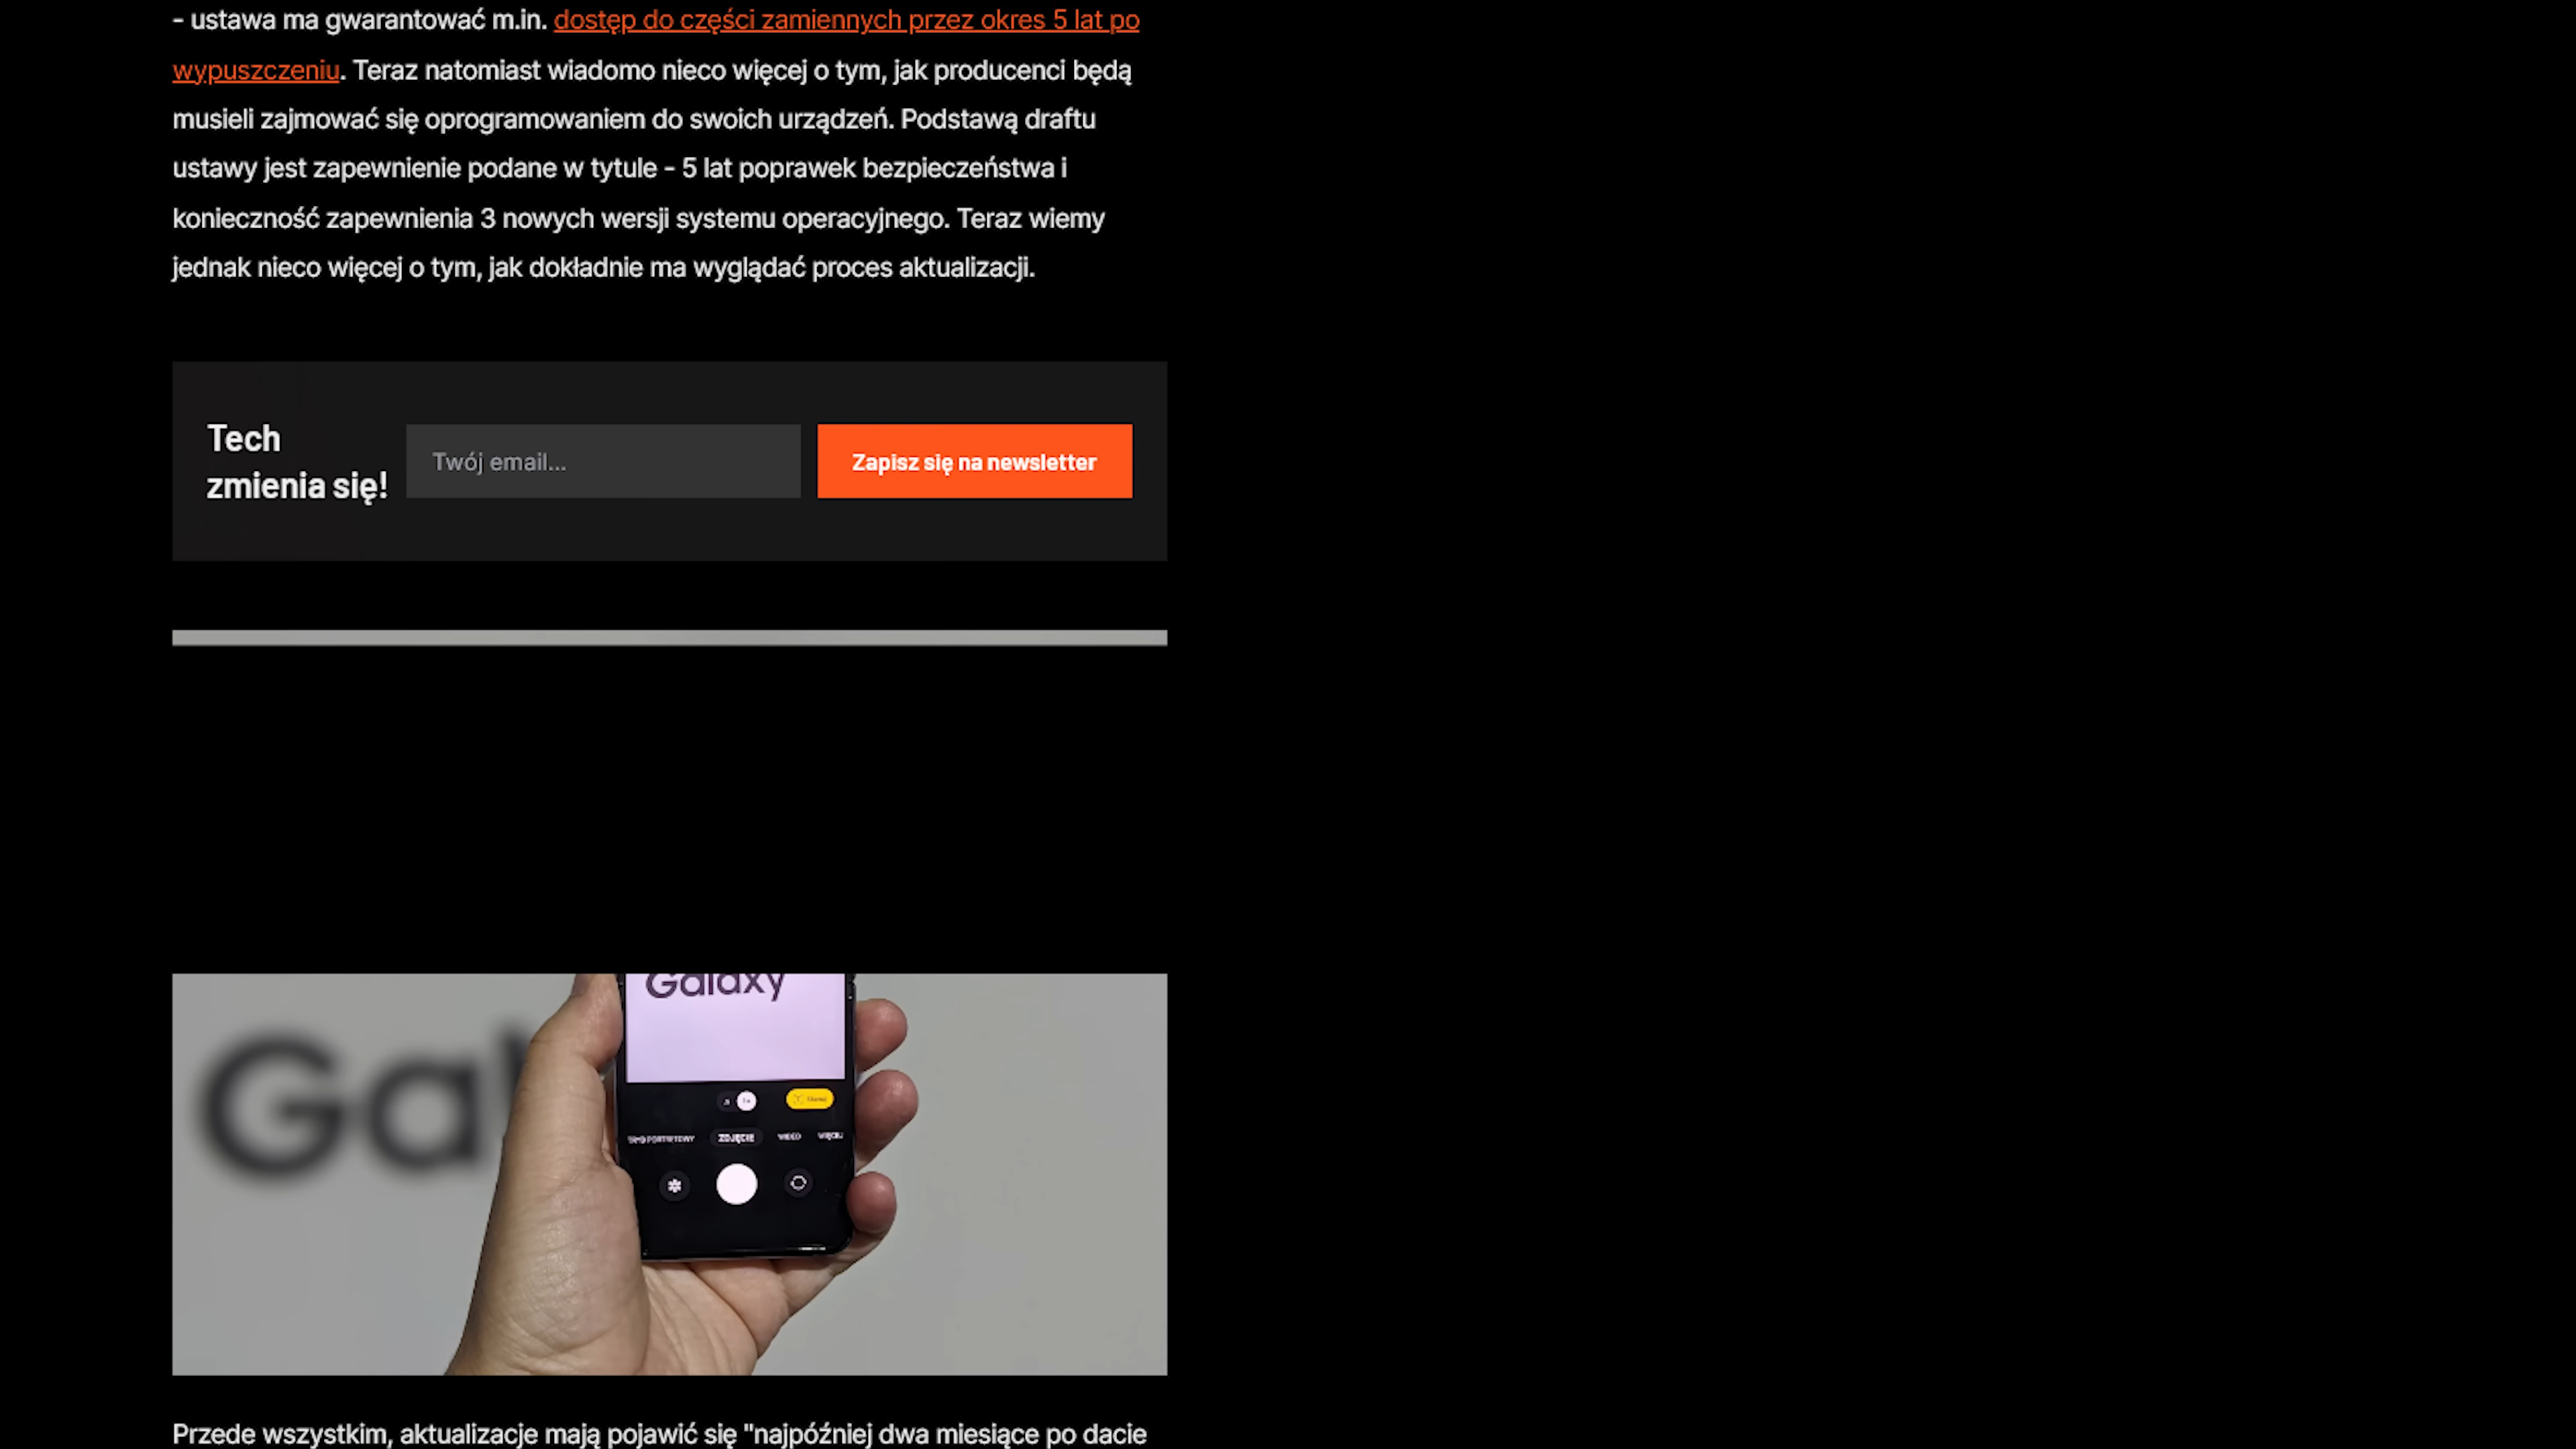 - ustawa ma gwarantować m.in. dostęp do części zamiennych przez okres 5 lat po
wypuszczeniu. Teraz natomiast wiadomo nieco więcej o tym, jak producenci będą
musieli zajmować się oprogramowaniem do swoich urządzeń. Podstawą draftu
ustawy jest zapewnienie podane w tytule - 5 lat poprawek bezpieczeństwa i
konieczność zapewnienia 3 nowych wersji systemu operacyjnego. Teraz wiemy
jednak nieco więcej o tym, jak dokładnie ma wyglądać proces aktualizacji.
Tech
zmienia się!
Twój email...
Zapisz się na newsletter
Galaxy
Gal
ZDJĘCIE WIDEO WIĘCEJ
Przede wszystkim, aktualizacje mają pojawić się "najpóźniej dwa miesiące po dacie